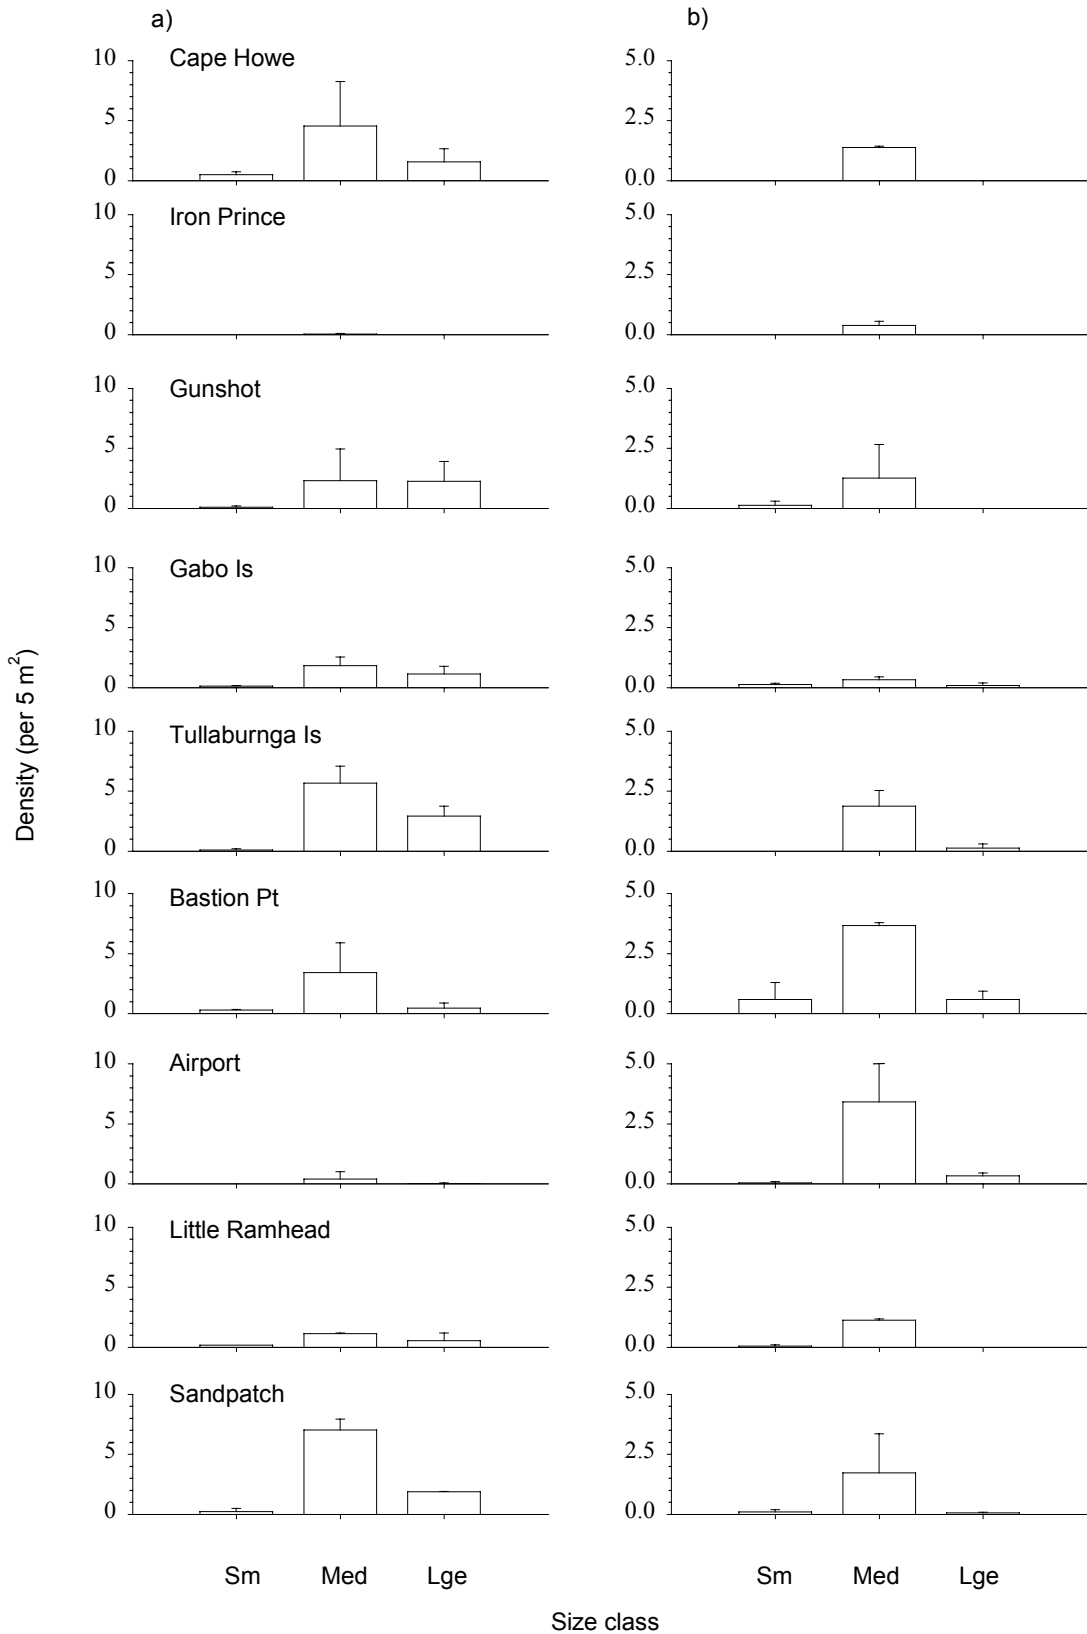 a) b)
Cape Howe
10 5.0
5 2.5
0 0.0
Iron Prince
10 5.0
5 2.5
0 0.0
Gunshot
10 5.0
5 2.5
0 0.0
Gabo Is
10 5.0
5 2.5
0 0.0
Tullaburnga Is
10 5.0
5 2.5
0 0.0
Bastion Pt
10 5.0
5 2.5
0 0.0
Airport
10 5.0
5 2.5
0 0.0
Little Ramhead
10 5.0
5 2.5
0 0.0
Sandpatch
10 5.0
5 2.5
0 0.0
Density (per 5 m²)
Sm Med Lge Sm Med Lge
Size class